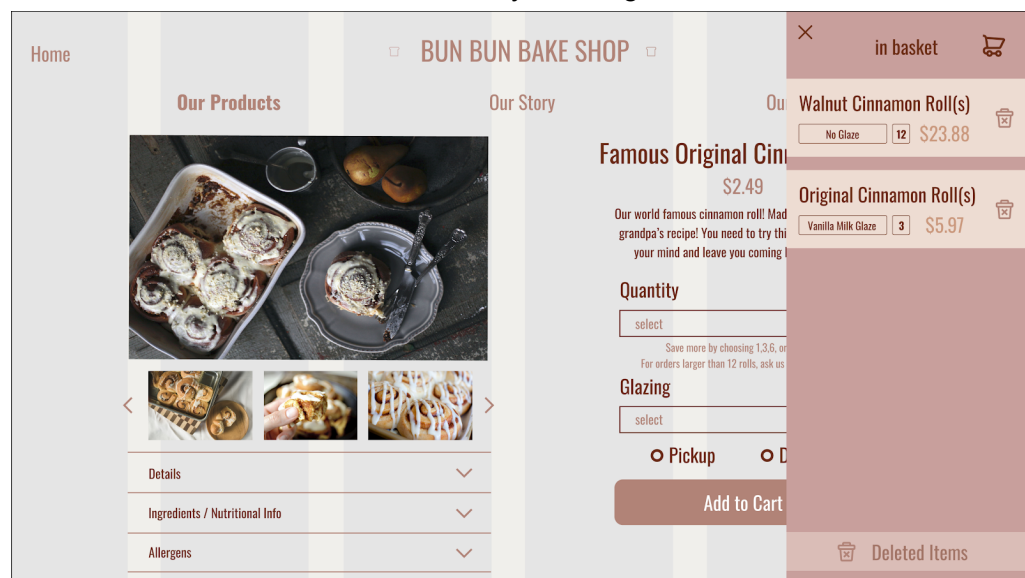 Home
BUN BUN BAKE SHOP
Our Products
Our Story
Ou
Famous Original Cin
$2.49
Our world famous cinnamon roll! Mad
grandpa's recipe! You need to try thi
your mind and leave you coming
Quantity
select
Save more by choosing 1,3,6, or
For orders larger than 12 rolls, ask us
Glazing
select
Pickup
D
Add to Cart
Details
Ingredients / Nutritional Info
Allergens
in basket
Walnut Cinnamon Roll(s)
No Glaze 12 $23.88
Original Cinnamon Roll(s)
Vanilla Milk Glaze 3 $5.97
Deleted Items